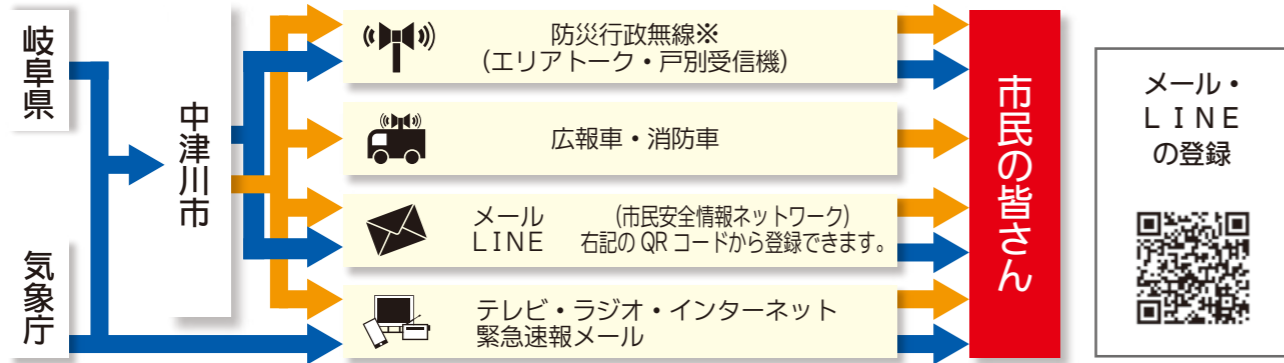 岐阜県
気象庁
中津川市
防災行政無線※
(エリアトーク・戸別受信機)
広報車・消防車
メール (市民安全情報ネットワーク)
LINE 右記の QR コードから登録できます。
テレビ・ラジオ・インターネット
緊急速報メール
市民の皆さん
メール・
ＬＩＮＥ
の登録